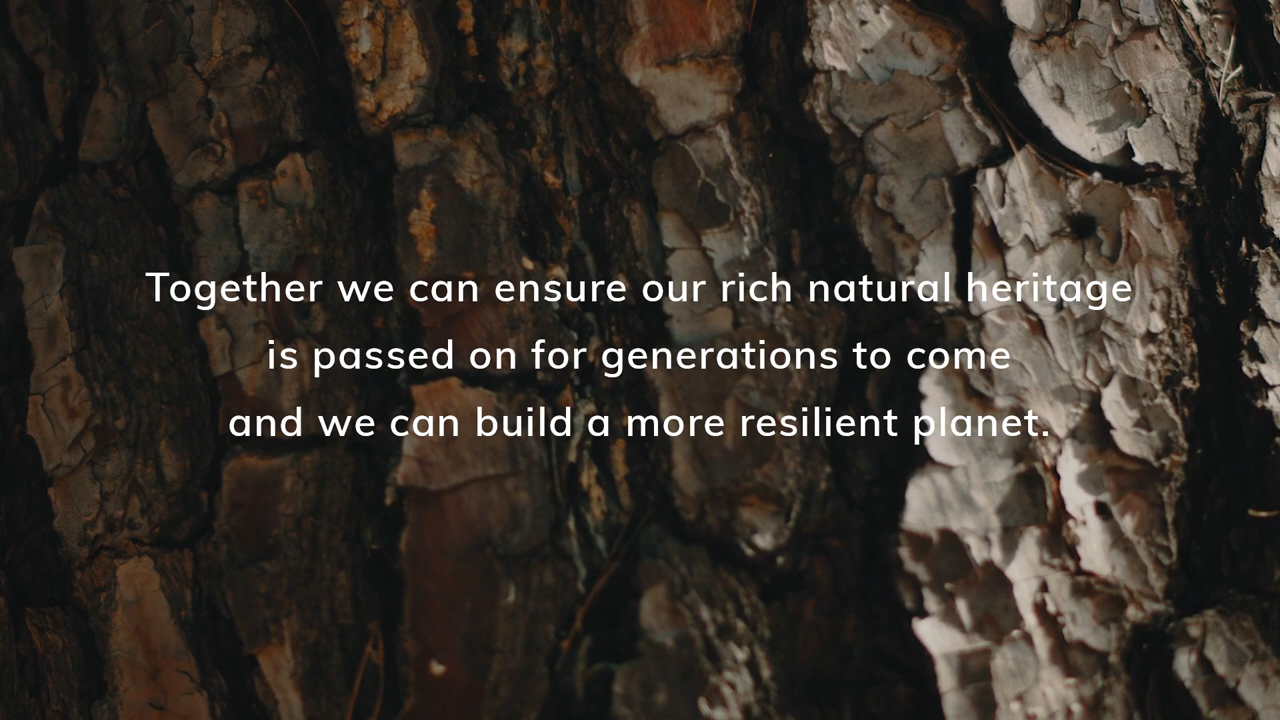 Together we can ensure our rich natural heritage
is passed on for generations to come
and we can build a more resilient planet.